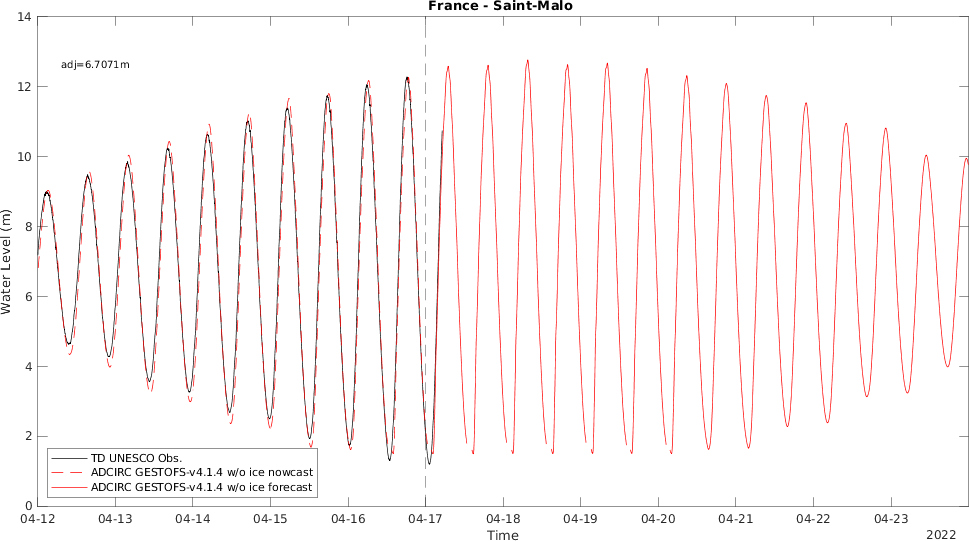 France - Saint-Malo
adj=6.7071m
14
12
10
8
6
4
2
0
Water Level (m)
TD UNESCO Obs.
ADCIRC GESTOFS-v4.1.4 w/o ice nowcast
ADCIRC GESTOFS-v4.1.4 w/o ice forecast
04-12 04-13 04-14 04-15 04-16 04-17 04-18 04-19 04-20 04-21 04-22 04-23
Time
2022